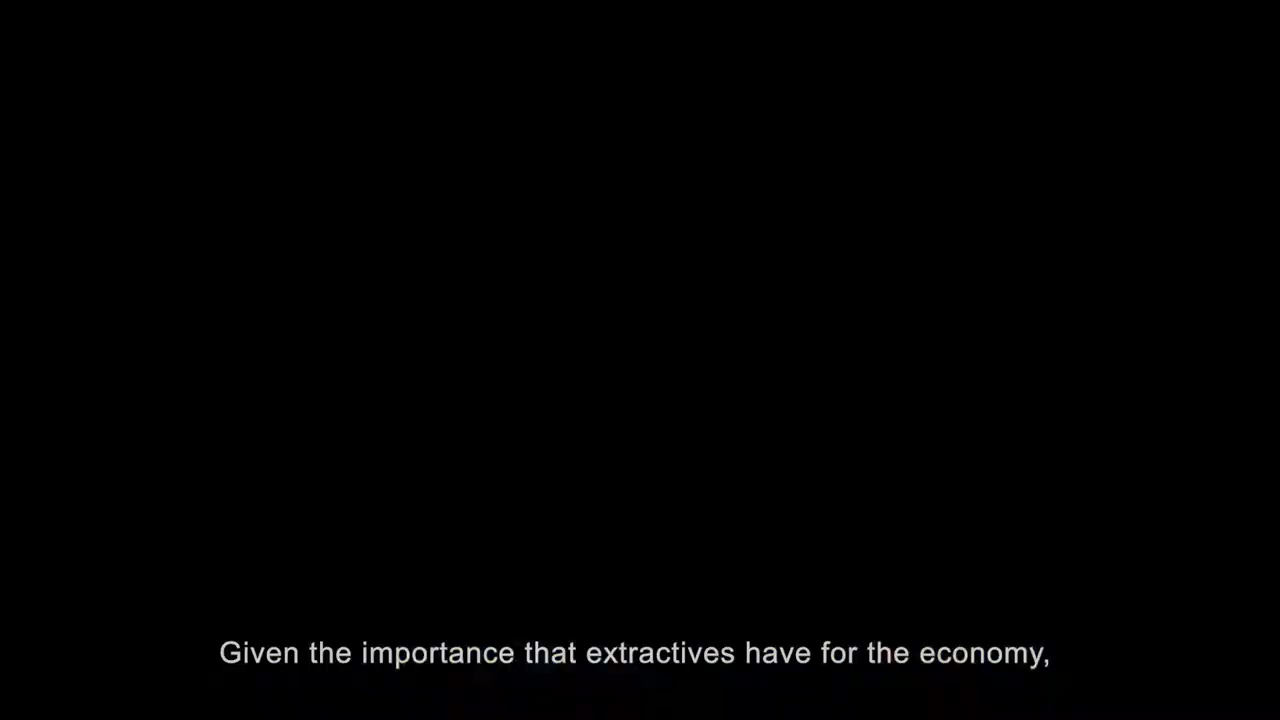 Given the importance that extractives have for the economy,